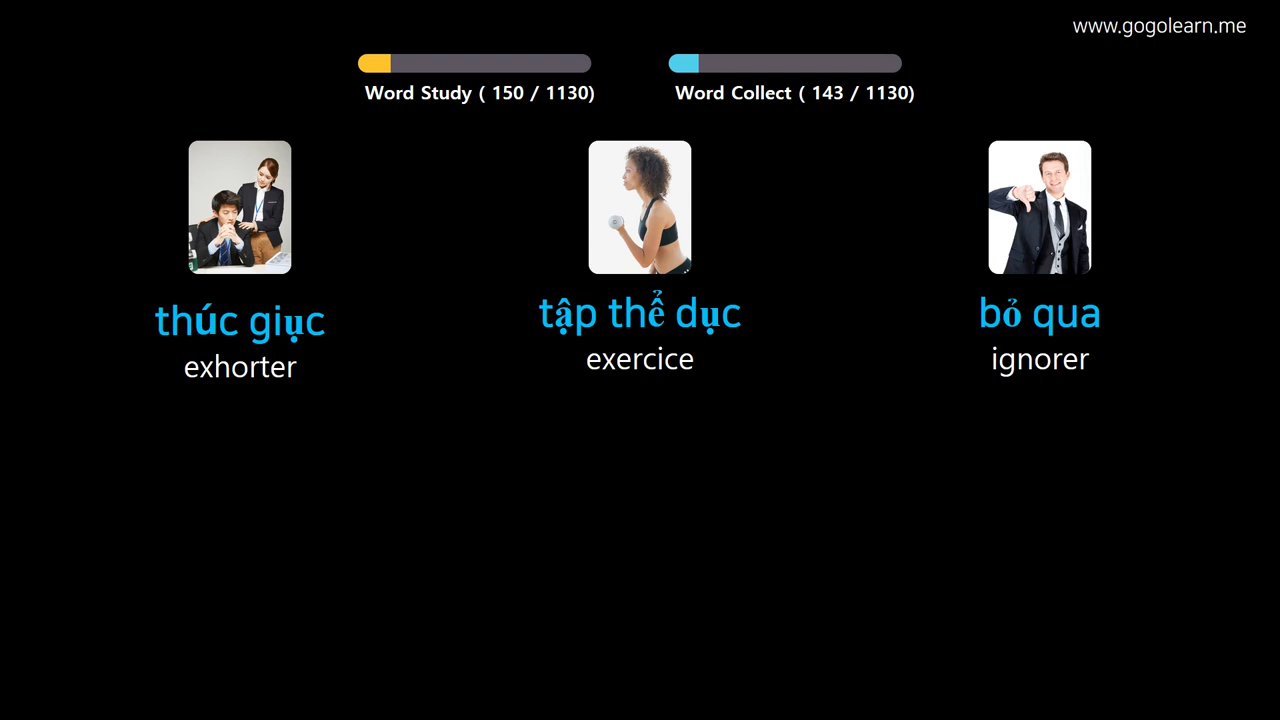 www.gogolearn.me
Word Study ( 150 / 1130)
Word Collect ( 143 / 1130)
thúc giục
exhorter
tập thể dục
exercice
bỏ qua
ignorer